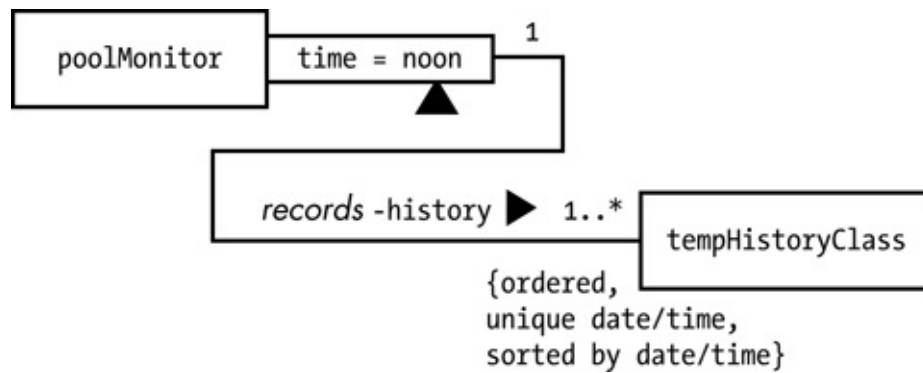 1
poolMonitor
time = noon
records -history ▶ 1..*
tempHistoryClass
{ordered,
unique date/time,
sorted by date/time}